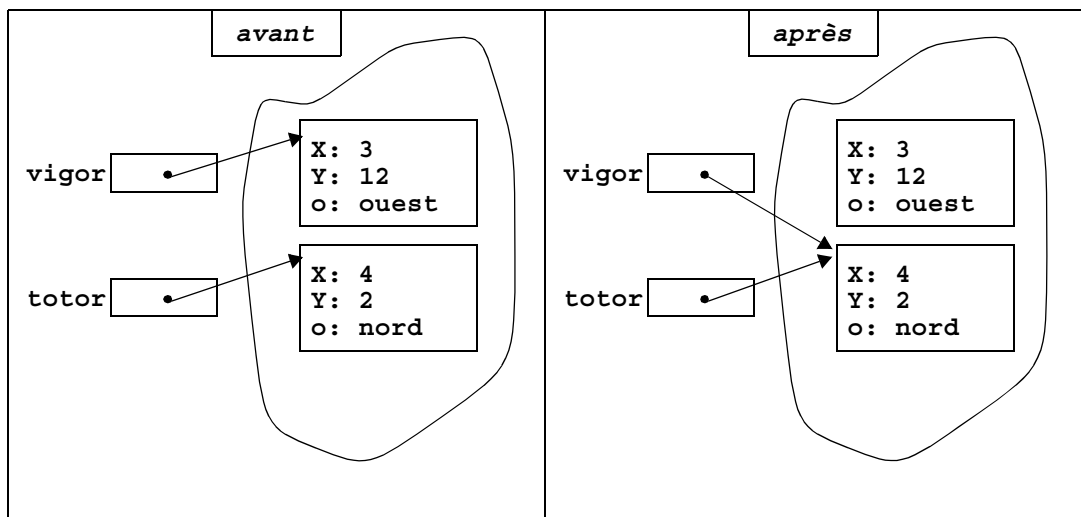 avant
vigor
X: 3
Y: 12
o: ouest
totor
X: 4
Y: 2
o: nord
après
vigor
X: 3
Y: 12
o: ouest
totor
X: 4
Y: 2
o: nord